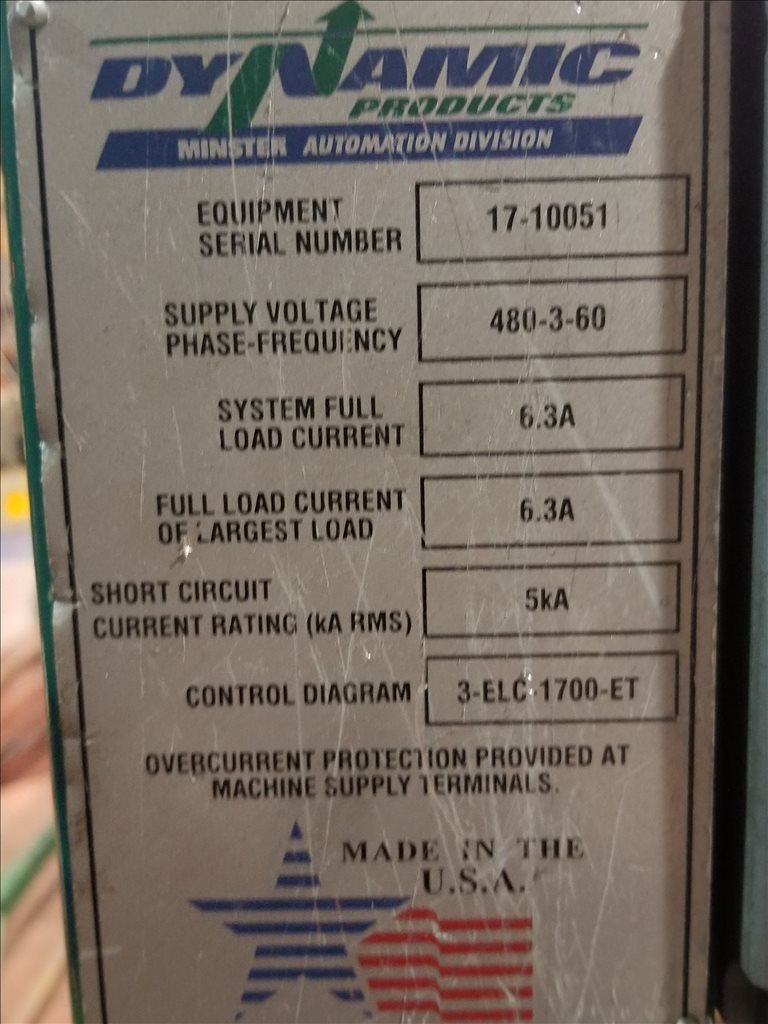 DYNAMIC
PRODUCTS
MINSTER AUTOMATION DIVISION
EQUIPMENT
SERIAL NUMBER
17-10051
SUPPLY VOLTAGE
PHASE-FREQUENCY
480-3-60
SYSTEM FULL
LOAD CURRENT
6.3A
FULL LOAD CURRENT
OF LARGEST LOAD
6.3A
SHORT CIRCUIT
CURRENT RATING (kA RMS)
5kA
CONTROL DIAGRAM
3-ELC-1700-ET
OVERCURRENT PROTECTION PROVIDED AT
MACHINE SUPPLY TERMINALS.
MADE IN THE
U.S.A.